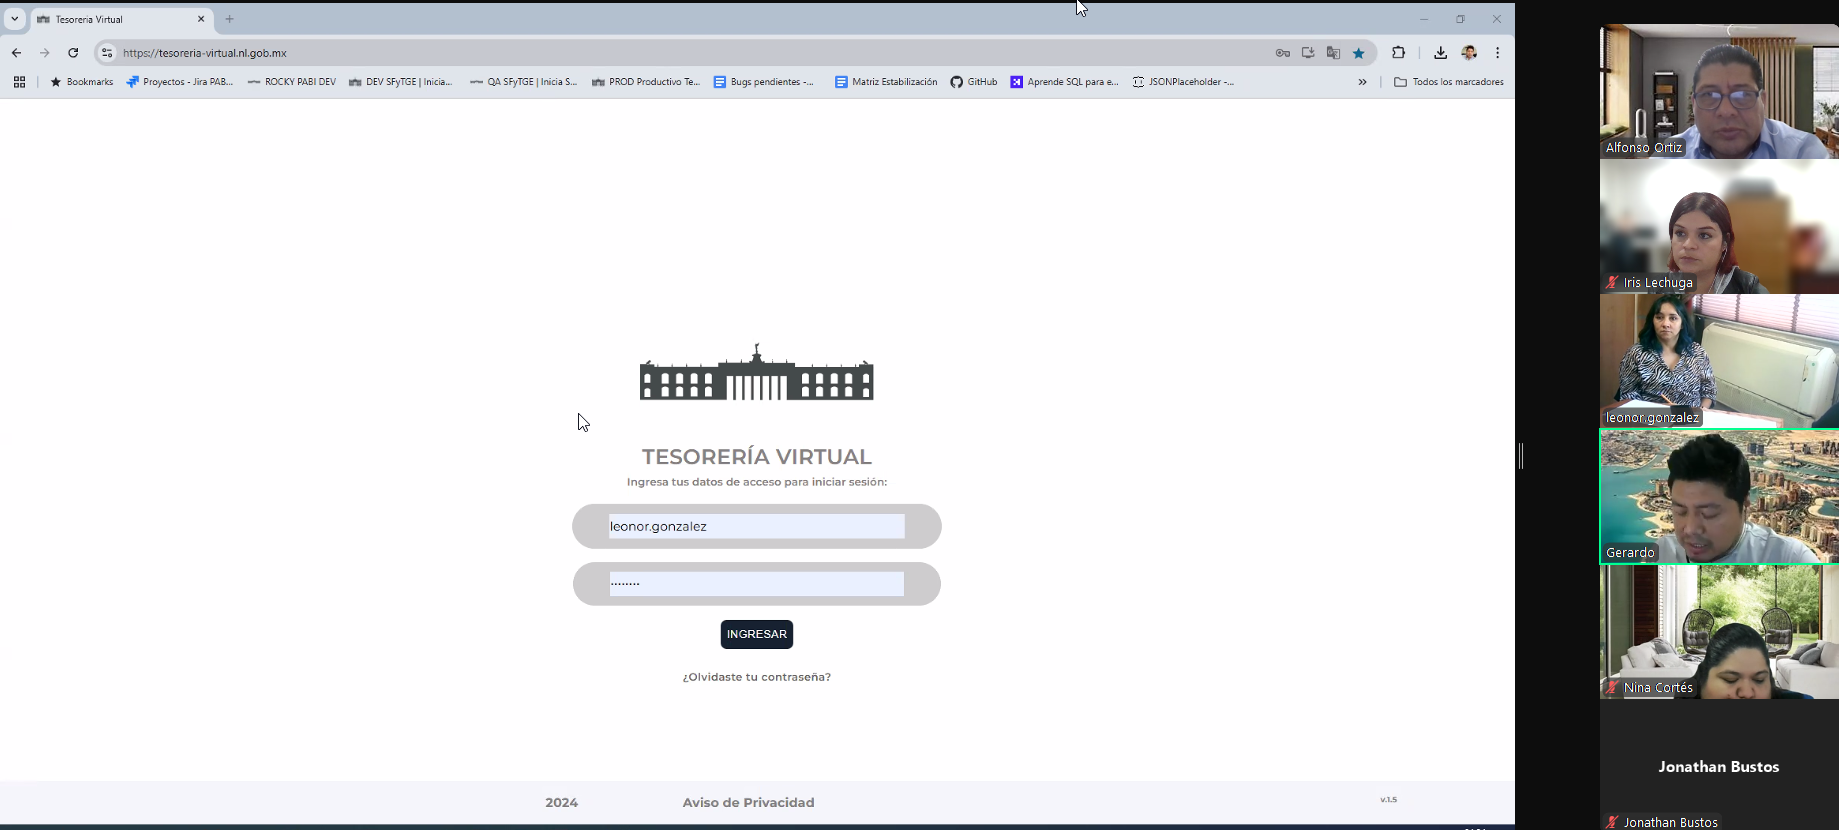 Tesoreria Virtual
https://tesoreria-virtual.nl.gob.mx
Bookmarks
Proyectos - Jira PAB...
ROCKY PABI DEV
DEV SFyTGE | Inicia...
QA SFyTGE | Inicia S...
PROD Productivo Te...
Bugs pendientes -...
Matriz Estabilización
GitHub
Aprende SQL para e...
JSONPlaceholder -...
Todos los marcadores
TESORERÍA VIRTUAL
Ingresa tus datos de acceso para iniciar sesión:
leonor.gonzalez
........
INGRESAR
¿Olvidaste tu contraseña?
2024
Aviso de Privacidad
v.1.5
Alfonso Ortiz
Iris Lechuga
leonor.gonzalez
Gerardo
Nina Cortés
Jonathan Bustos
Jonathan Bustos